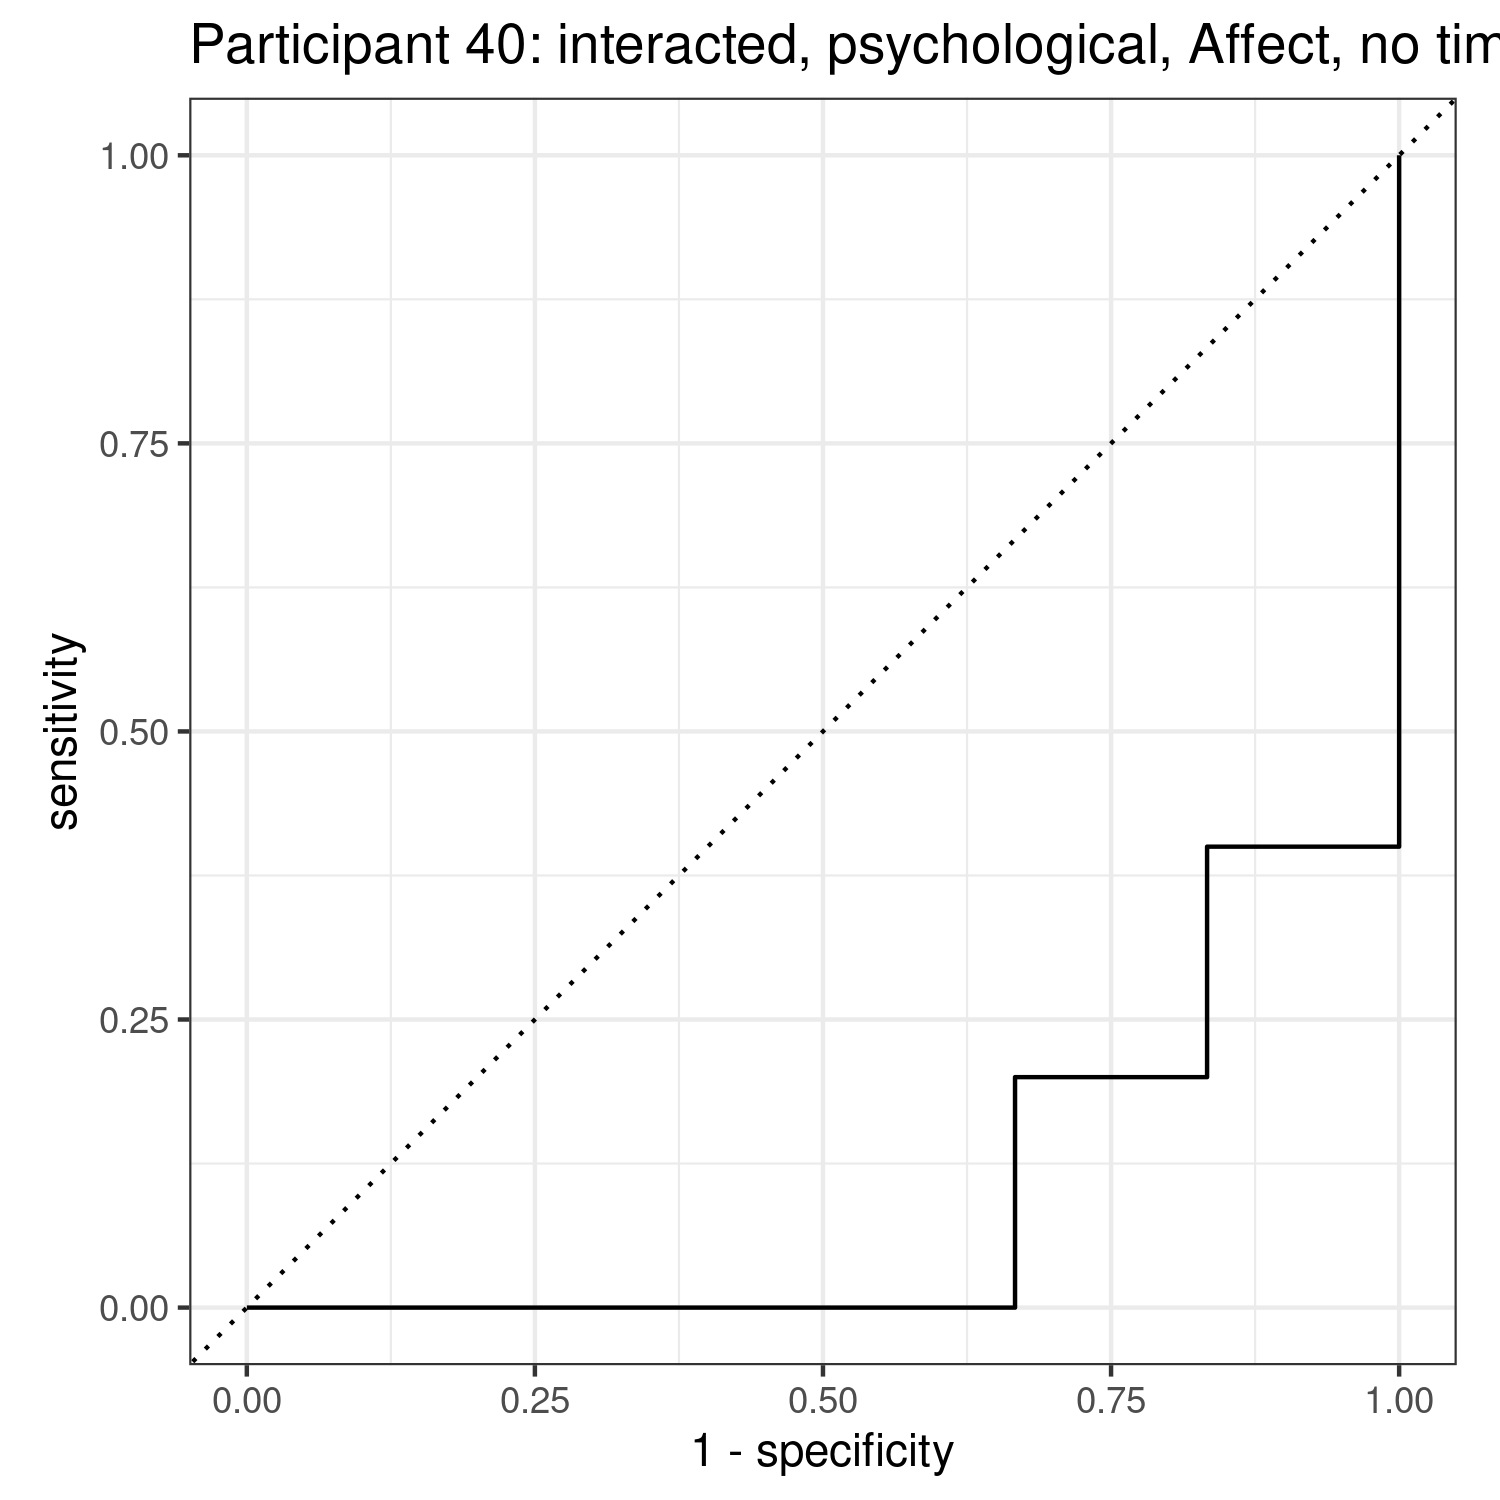 Participant 40: interacted, psychological, Affect, no tim
1.00
0.75
0.50
0.25
0.00
sensitivity
0.00 0.25 0.50 0.75 1.00
1 - specificity